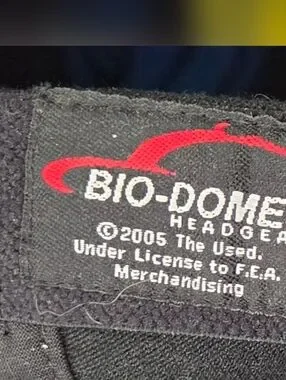 BIO-DOME
HEADGEA
©2005 The Used.
Under License to F.E.A.
Merchandising